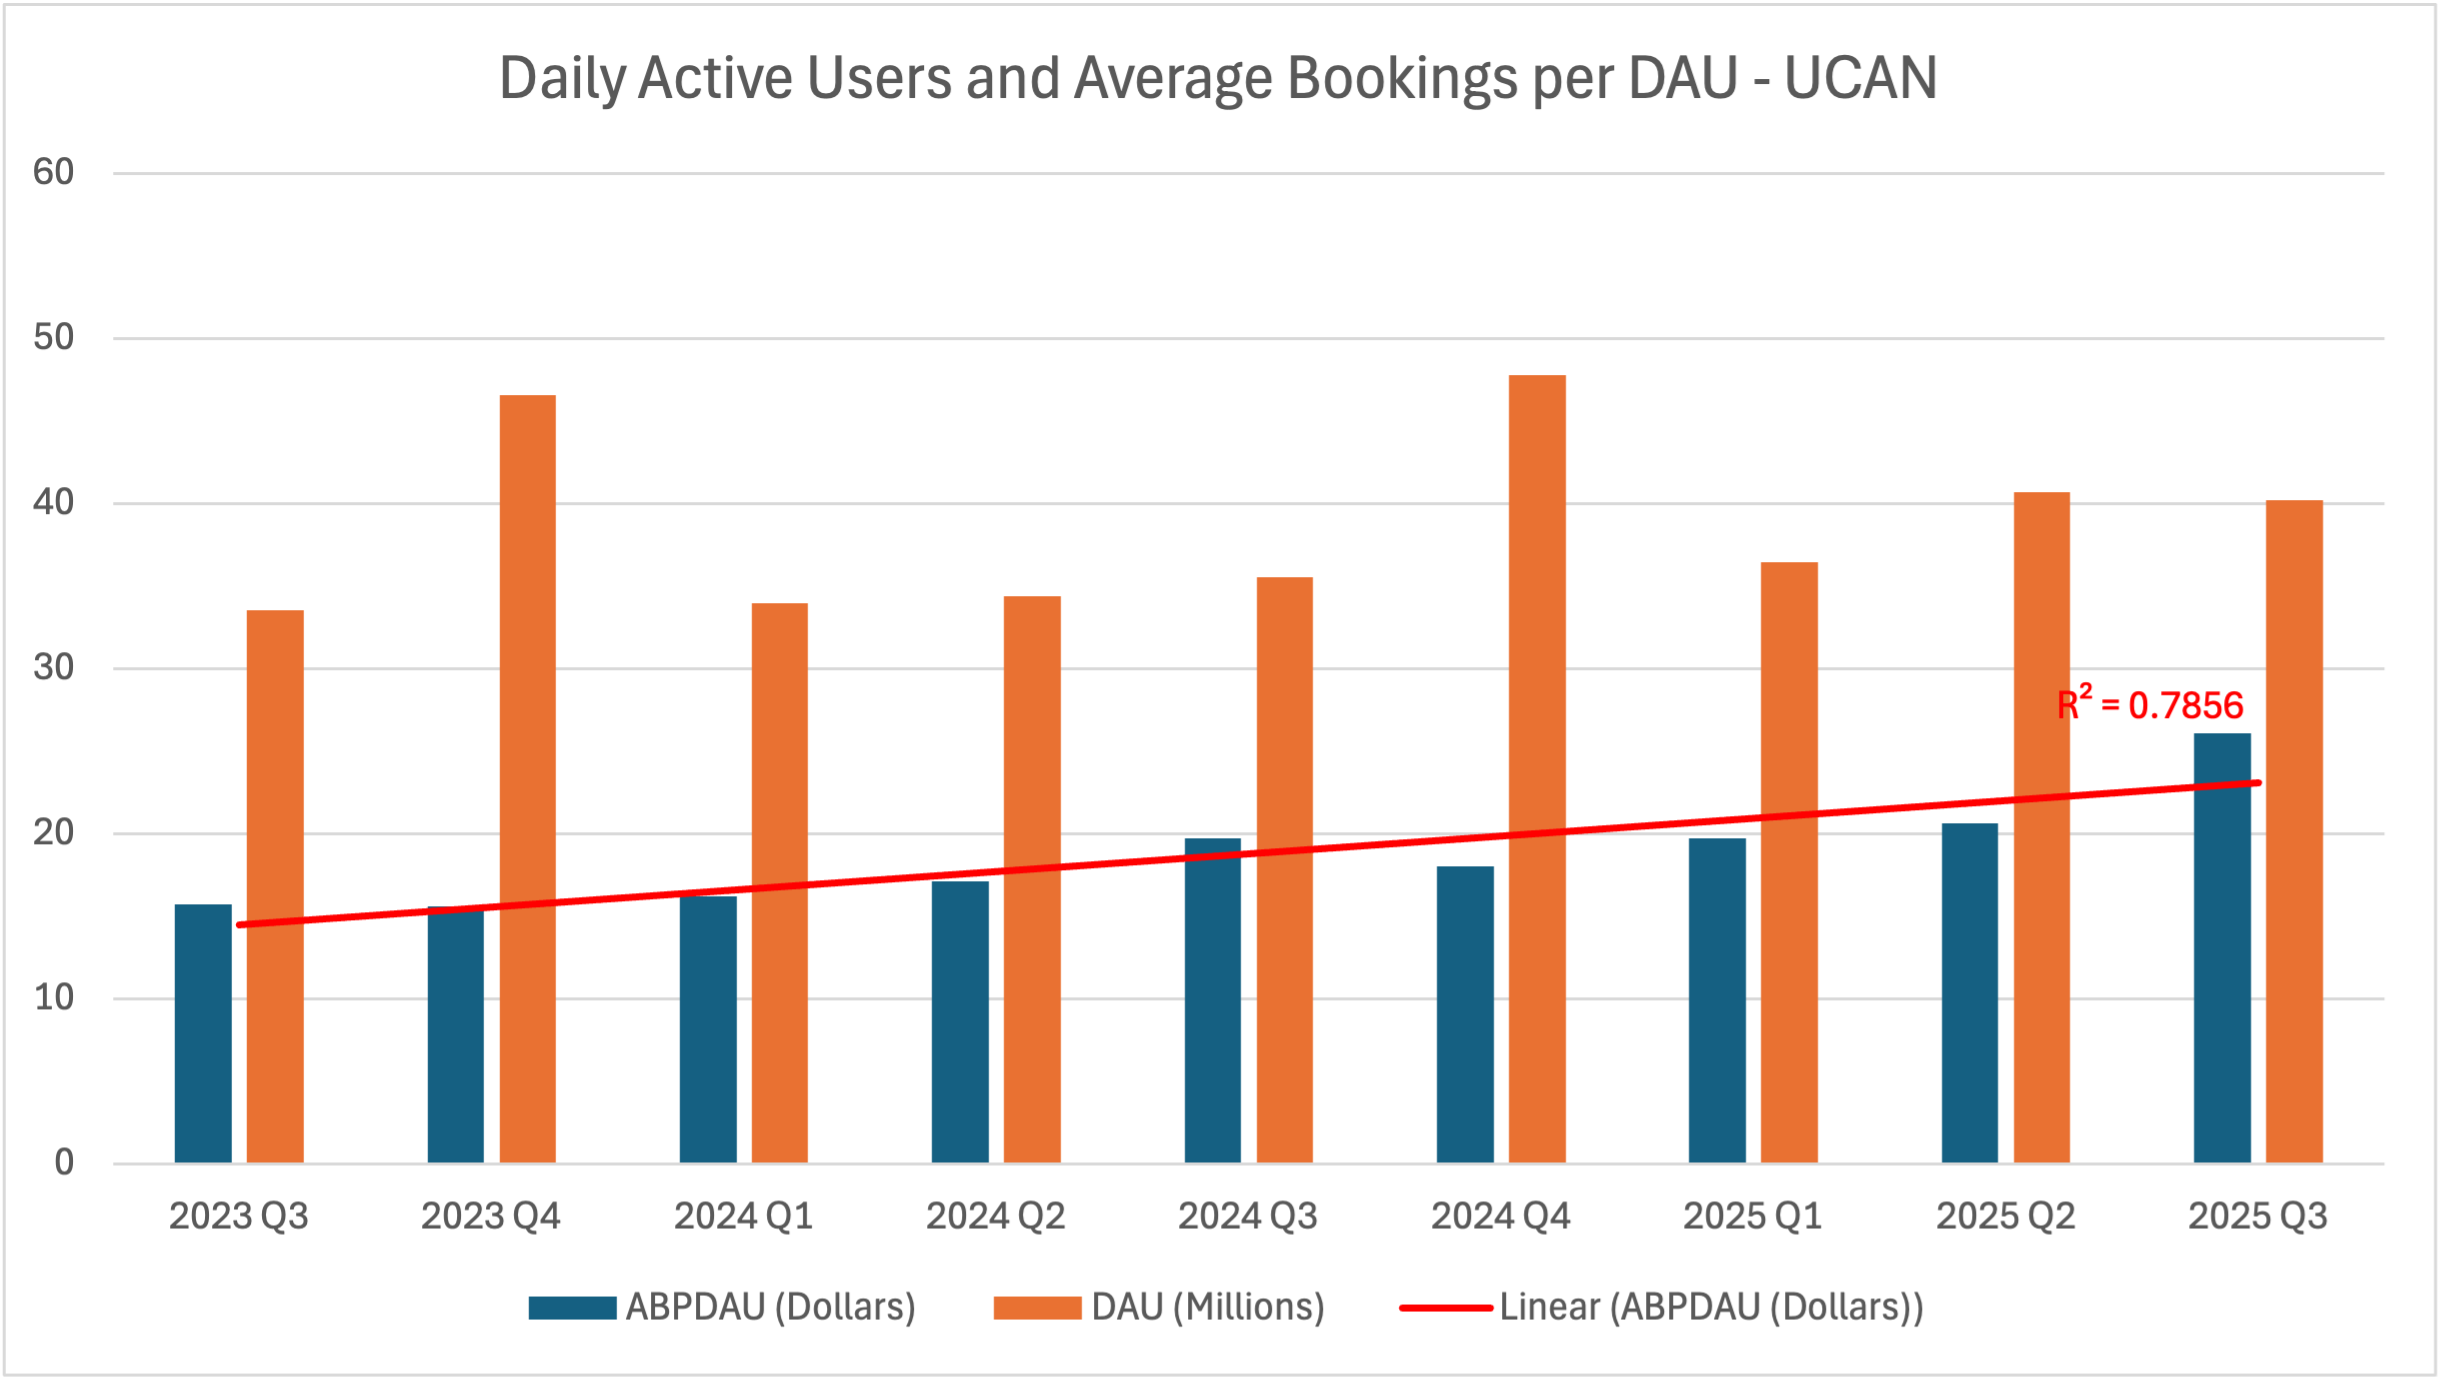 Daily Active Users and Average Bookings per DAU - UCAN
60
50
40
30
20
10
0
R² = 0.7856
2023 Q3
2023 Q4
2024 Q1
2024 Q2
2024 Q3
2024 Q4
2025 Q1
2025 Q2
2025 Q3
ABPDAU (Dollars)
DAU (Millions)
Linear (ABPDAU (Dollars))